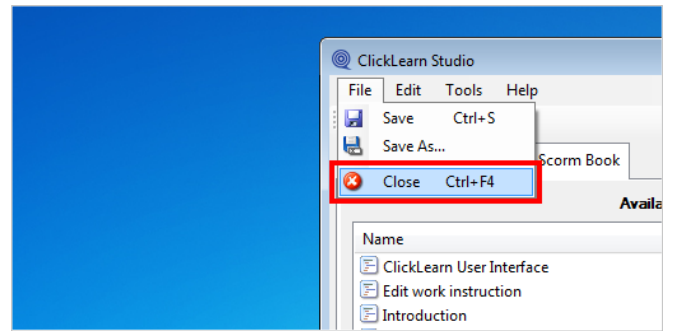 ClickLearn Studio
File Edit Tools Help
Save Ctrl+S
Save As...
Scorm Book
Close Ctrl+F4
Availa
Name
ClickLearn User Interface
Edit work instruction
Introduction